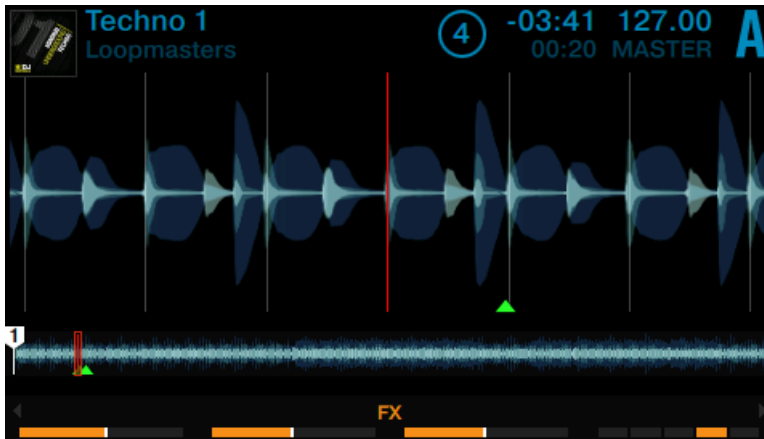 Techno 1
Loopmasters
4
-03:41 127.00
00:20 MASTER
A
1
FX